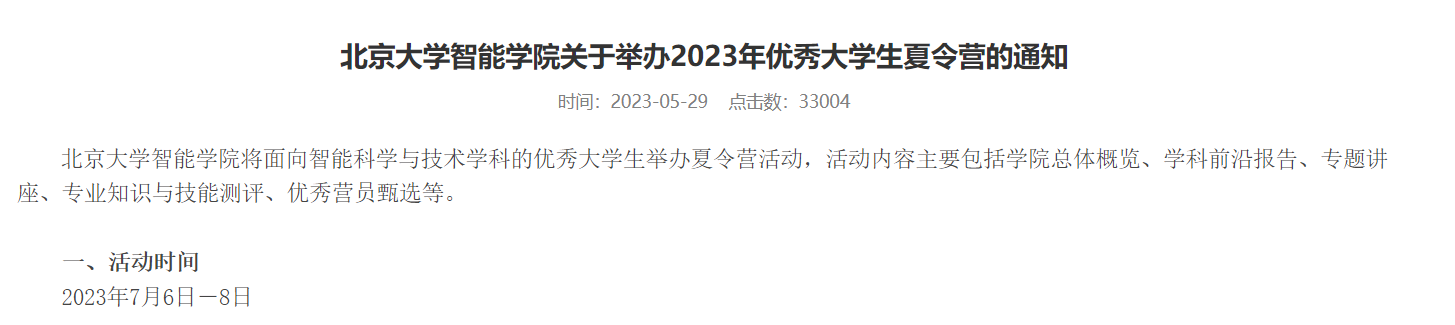 北京大学智能学院关于举办2023年优秀大学生夏令营的通知
时间：2023-05-29 点击数：33004
北京大学智能学院将面向智能科学与技术学科的优秀大学生举办夏令营活动，活动内容主要包括学院总体概览、学科前沿报告、专题讲
座、专业知识与技能测评、优秀营员甄选等。
一、活动时间
2023年7月6日－8日